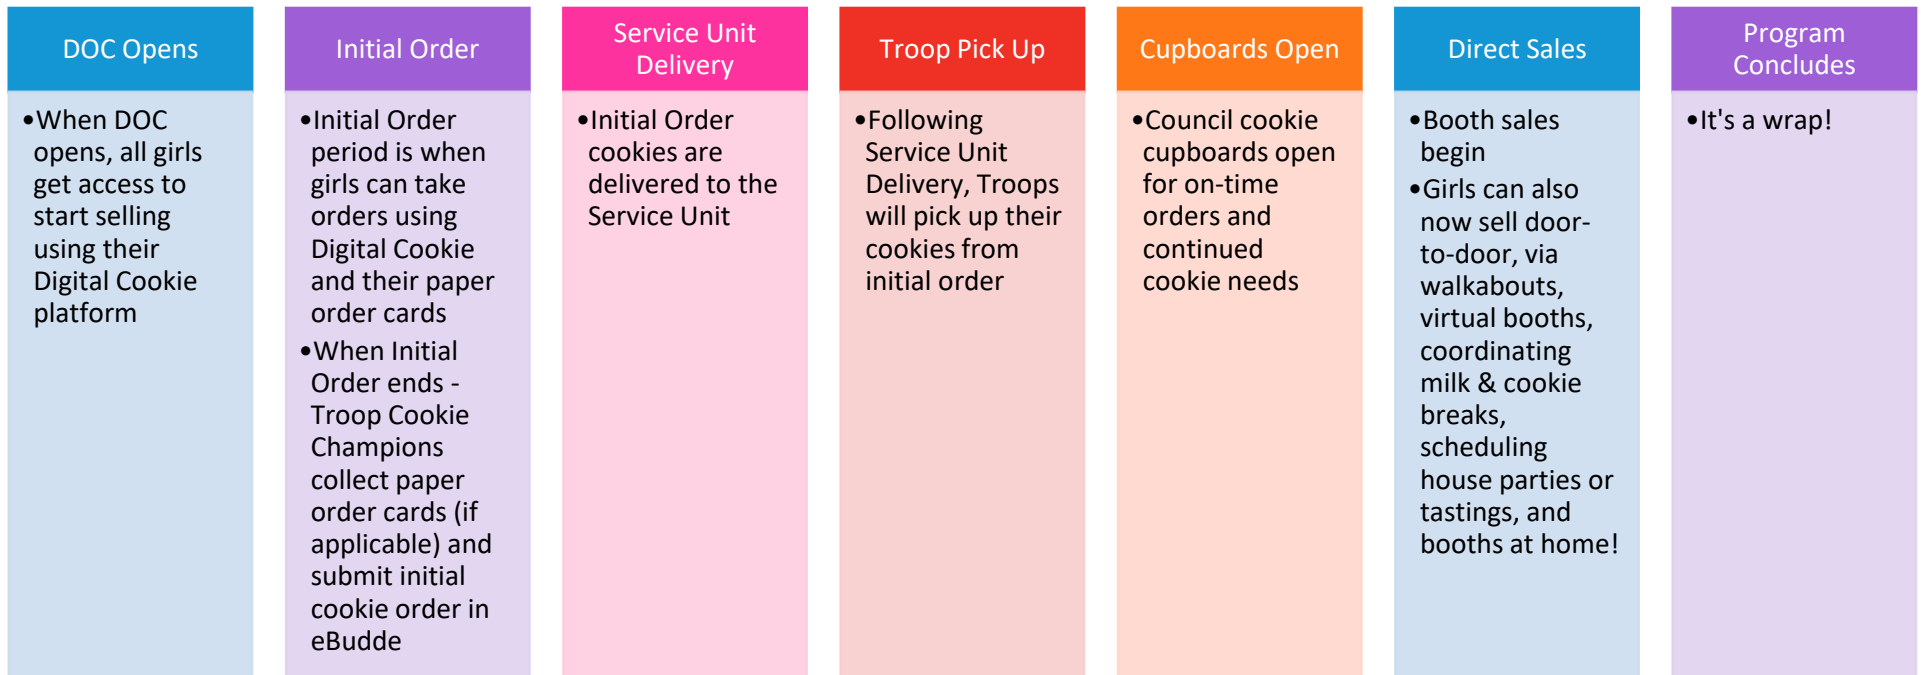 DOC Opens
•When DOC
opens, all girls
get access to
start selling
using their
Digital Cookie
platform
Initial Order
•Initial Order
period is when
girls can take
orders using
Digital Cookie
and their paper
order cards
•When Initial
Order ends -
Troop Cookie
Champions
collect paper
order cards (if
applicable) and
submit initial
cookie order in
eBudde
Service Unit
Delivery
•Initial Order
cookies are
delivered to the
Service Unit
Troop Pick Up
•Following
Service Unit
Delivery, Troops
will pick up their
cookies from
initial order
Cupboards Open
•Council cookie
cupboards open
for on-time
orders and
continued
cookie needs
Direct Sales
•Booth sales
begin
•Girls can also
now sell door-
to-door, via
walkabouts,
virtual booths,
coordinating
milk & cookie
breaks,
scheduling
house parties or
tastings, and
booths at home!
Program
Concludes
•It's a wrap!